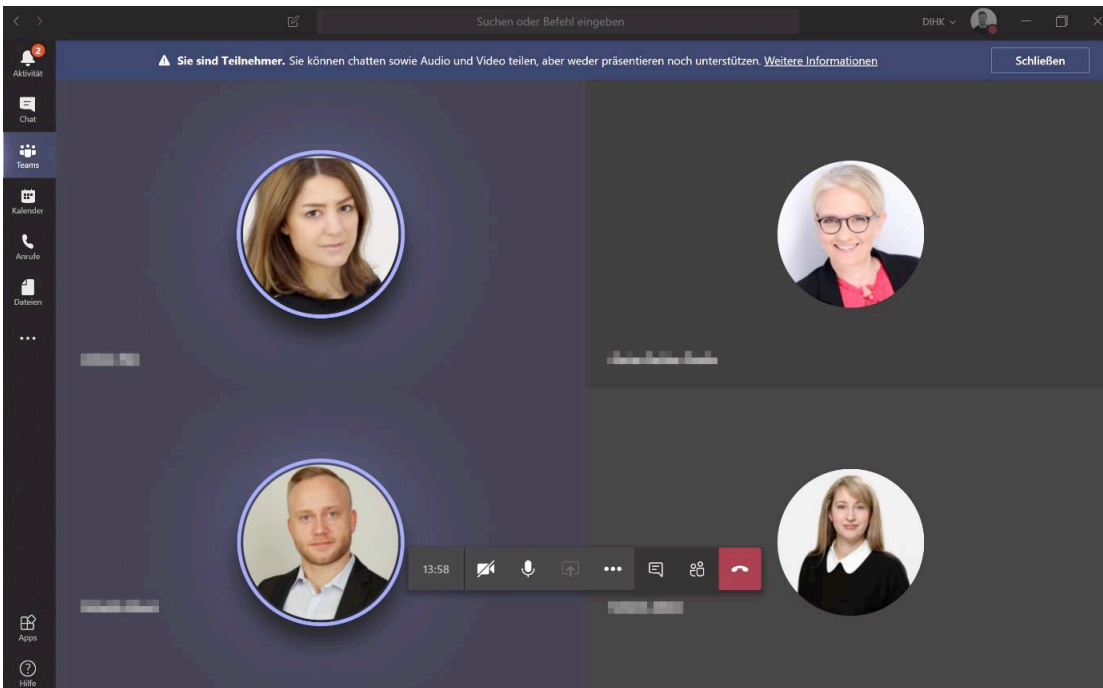 Suchen oder Befehl eingeben
DIHK
2
Aktivität
Sie sind Teilnehmer. Sie können chatten sowie Audio und Video teilen, aber weder präsentieren noch unterstützen. Weitere Informationen
Schließen
Chat
Teams
Kalender
Anrufe
Dateien
13:58
Apps
Hilfe